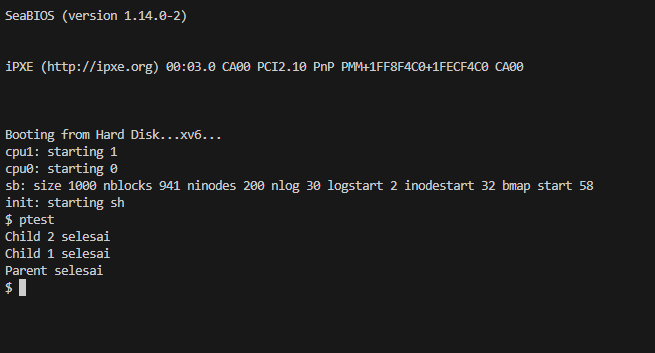 SeaBIOS (version 1.14.0-2)
iPXE (http://ipxe.org) 00:03.0 CA00 PCI2.10 PnP PMM+1FF8F4C0+1FECF4C0 CA00
Booting from Hard Disk...xv6...
cpu1: starting 1
cpu0: starting 0
sb: size 1000 nblocks 941 ninodes 200 nlog 30 logstart 2 inodestart 32 bmap start 58
init: starting sh
$ ptest
Child 2 selesai
Child 1 selesai
Parent selesai
$